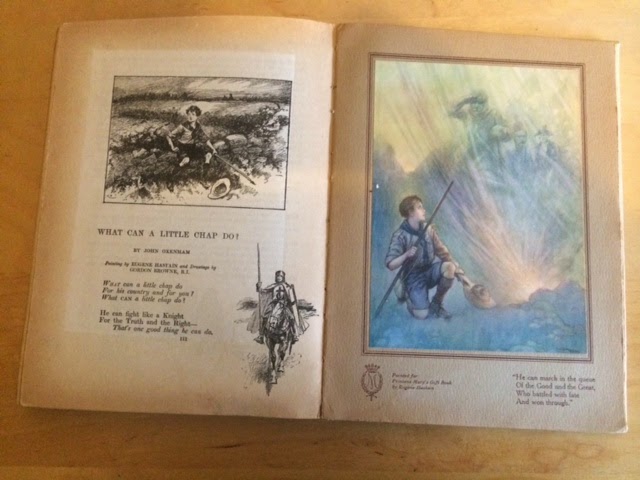 WHAT CAN A LITTLE CHAP DO?
BY JOHN OXENHAM
Painting by EUGENE HASTAIN and Drawings by
GORDON BROWNE, R.I.
WHAT can a little chap do
For his country and for you?
What CAN a little chap do?
He can fight like a Knight
For the Truth and the Right—
That's one good thing he can do.
113
Painted for
Princess Mary's Gift Book
by Eugène Hastain
"He can march in the queue
Of the Good and the Great,
Who battled with fate
And won through."